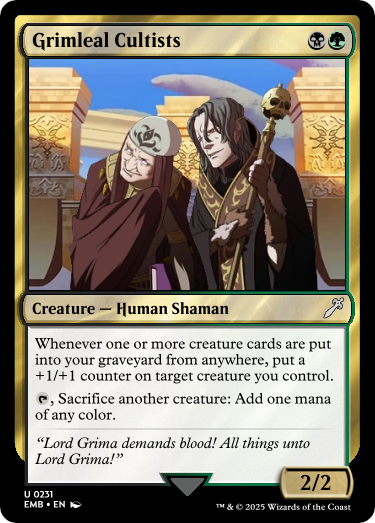 Grimleal Cultists
Creature — Human Shaman
Whenever one or more creature cards are put
into your graveyard from anywhere, put a
+1/+1 counter on target creature you control.
, Sacrifice another creature: Add one mana
of any color.
“Lord Grima demands blood! All things unto
Lord Grima!”
2/2
U 0231
EMB • EN
™ & © 2025 Wizards of the Coast